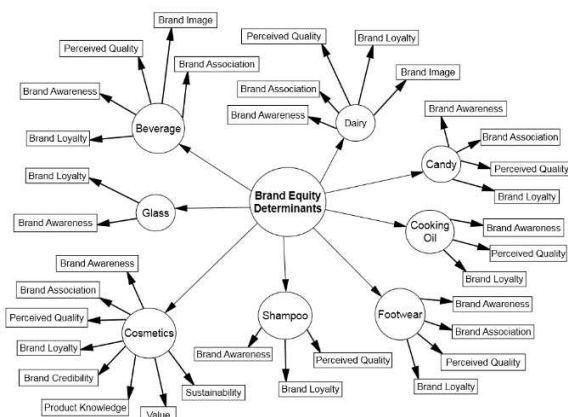 Brand Image
Perceived Quality
Brand Association
Brand Awareness
Beverage
Brand Loyalty
Brand Loyalty
Perceived Quality
Brand Image
Brand Association
Brand Awareness
Dairy
Brand Awareness
Brand Association
Candy
Perceived Quality
Brand Loyalty
Brand Loyalty
Glass
Brand Awareness
Brand Equity
Determinants
Cooking
Oil
Brand Awareness
Perceived Quality
Brand Loyalty
Brand Awareness
Brand Association
Perceived Quality
Cosmetics
Brand Loyalty
Brand Credibility
Product Knowledge
Value
Sustainability
Shampoo
Brand Awareness
Perceived Quality
Brand Loyalty
Footwear
Brand Awareness
Brand Association
Perceived Quality
Brand Loyalty